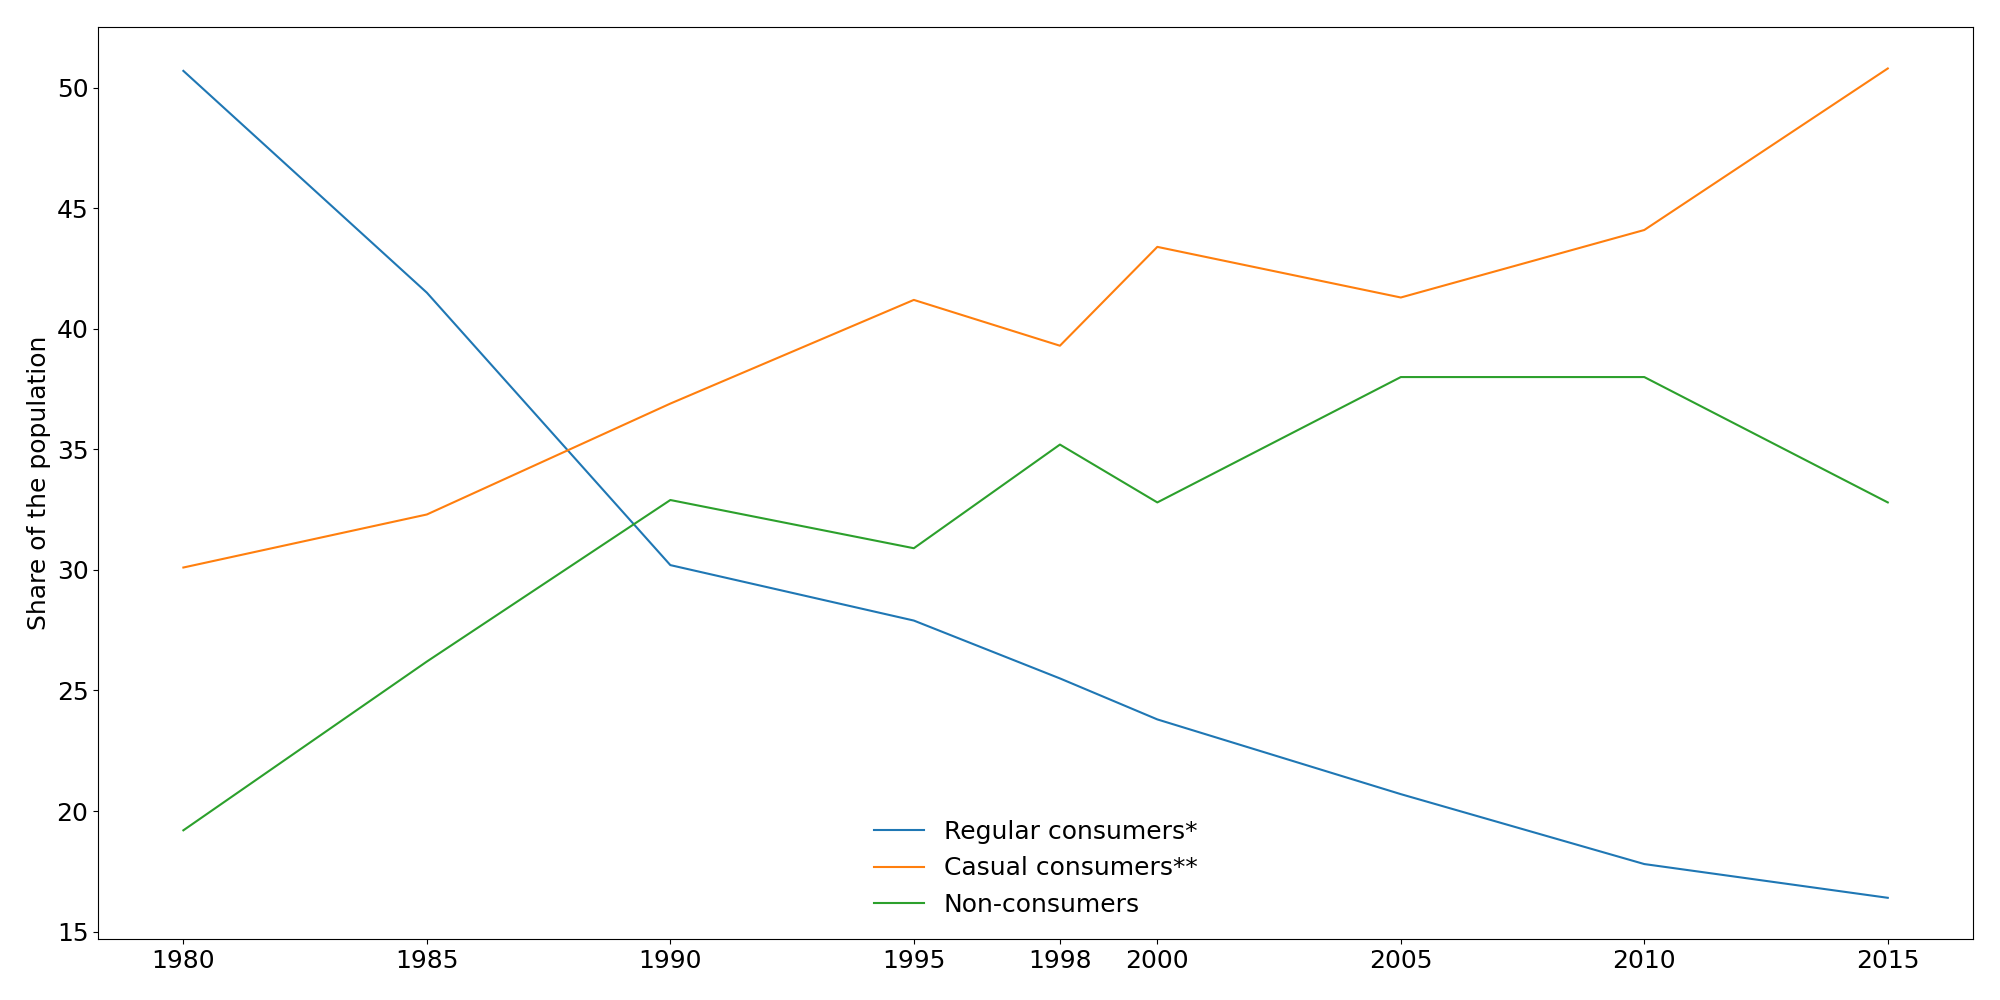 Share of the population
50
45
40
35
30
25
20
15
Regular consumers*
Casual consumers**
Non-consumers
1980 1985 1990 1995 1998 2000 2005 2010 2015